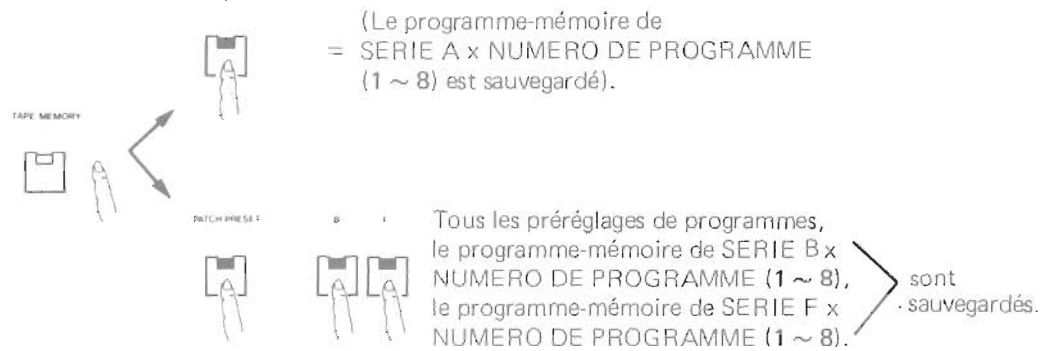 (Le programme-mémoire de
= SERIE A x NUMERO DE PROGRAMME
(1 ~ 8) est sauvegardé).
TAPE MEMORY
PATCH PRESET B F
Tous les préréglages de programmes,
le programme-mémoire de SERIE B x
NUMERO DE PROGRAMME (1 ~ 8),
le programme-mémoire de SERIE F x
NUMERO DE PROGRAMME (1 ~ 8).
sont
sauvegardés.